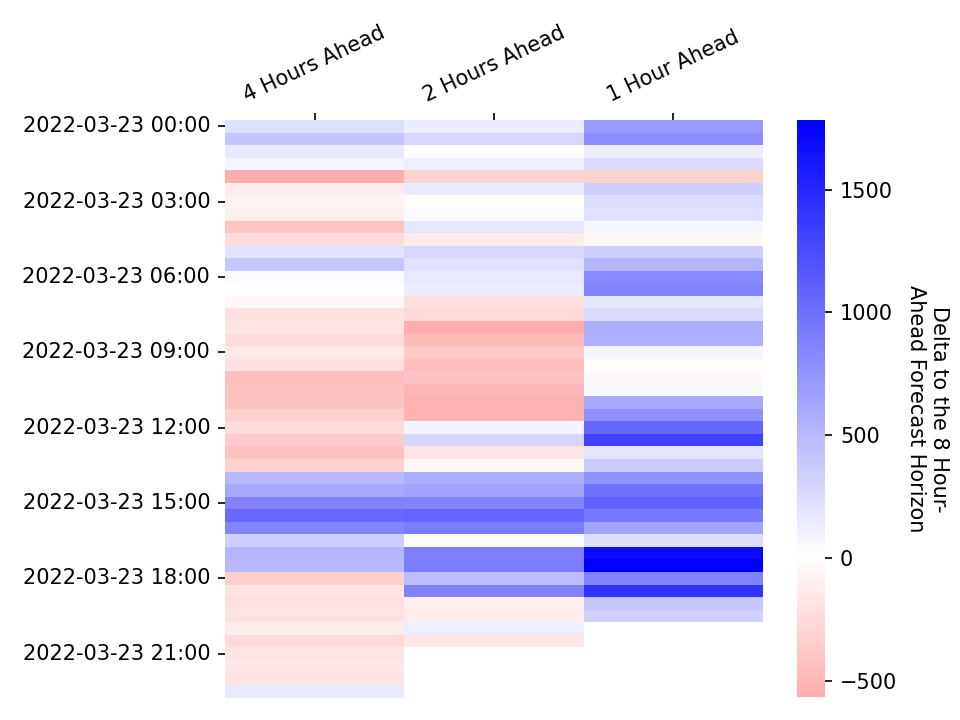 4 Hours Ahead
2 Hours Ahead
1 Hour Ahead
2022-03-23 00:00
2022-03-23 03:00
2022-03-23 06:00
2022-03-23 09:00
2022-03-23 12:00
2022-03-23 15:00
2022-03-23 18:00
2022-03-23 21:00
1500
1000
500
0
−500
Delta to the 8 Hour-
Ahead Forecast Horizon